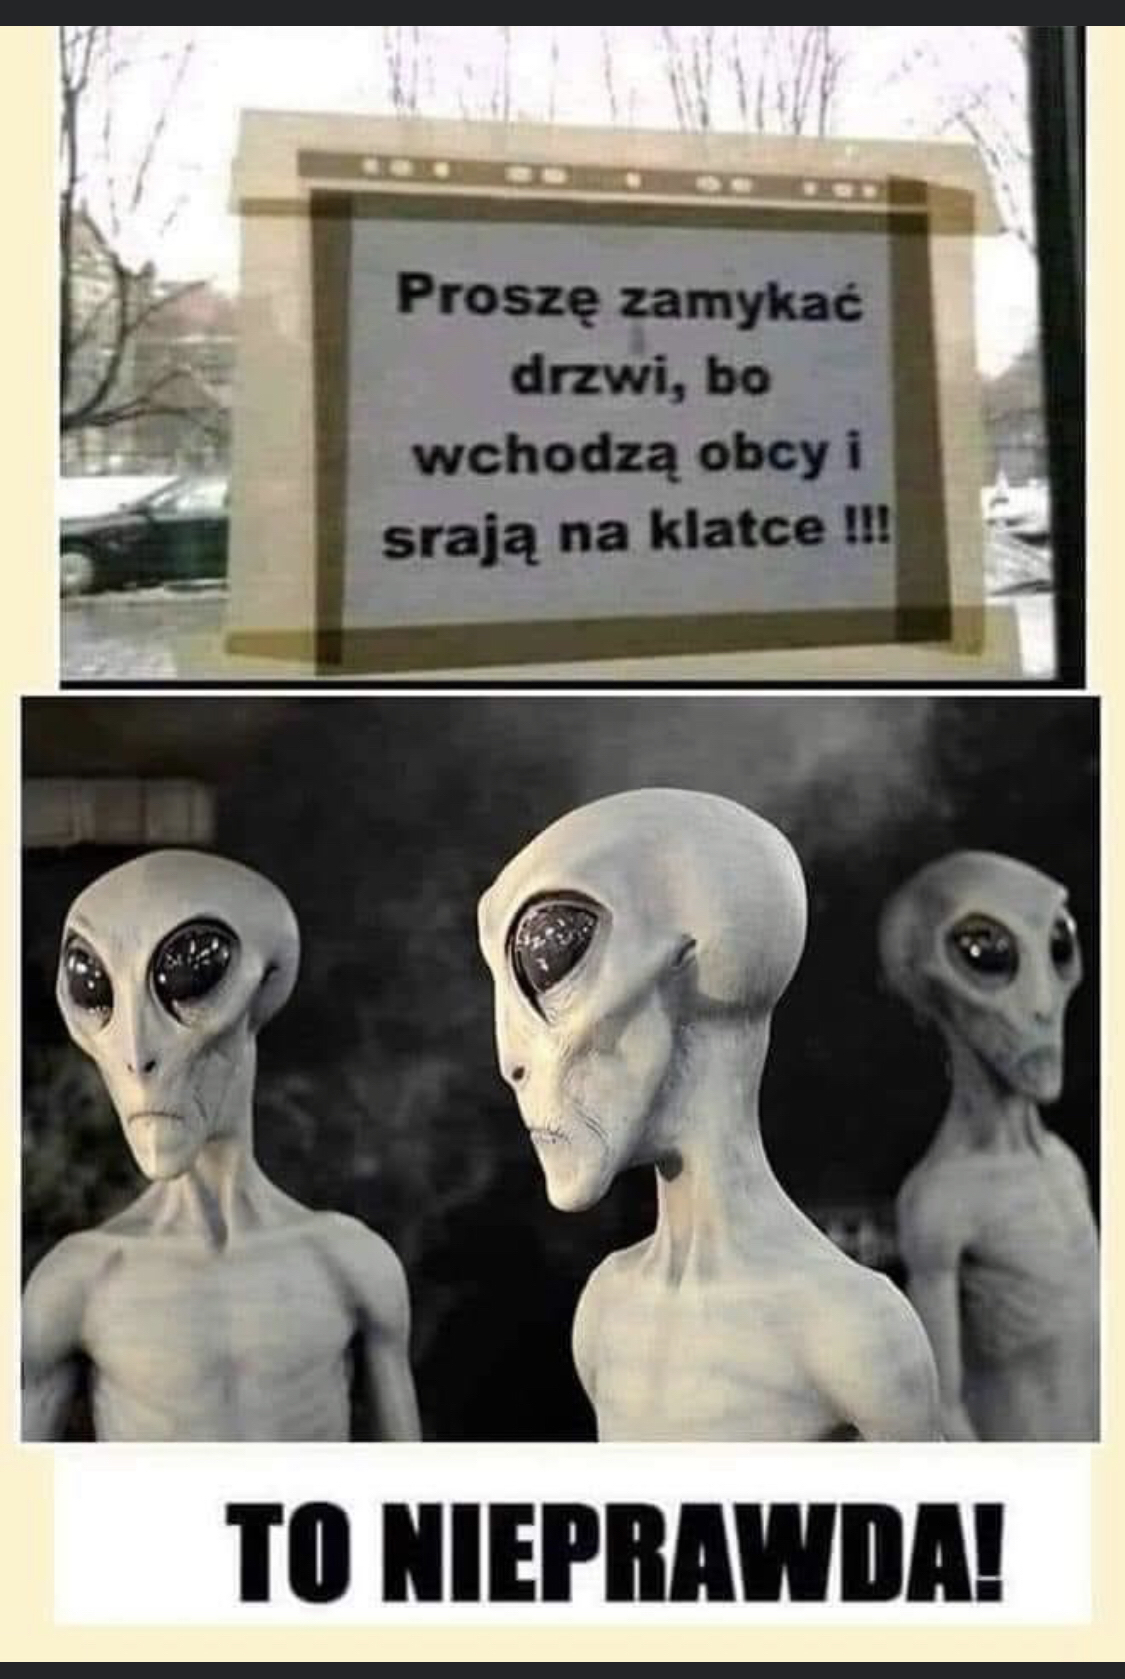 Proszę zamykać
drzwi, bo
wchodzą obcy i
srają na klatce !!!
TO NIEPRAWDA!